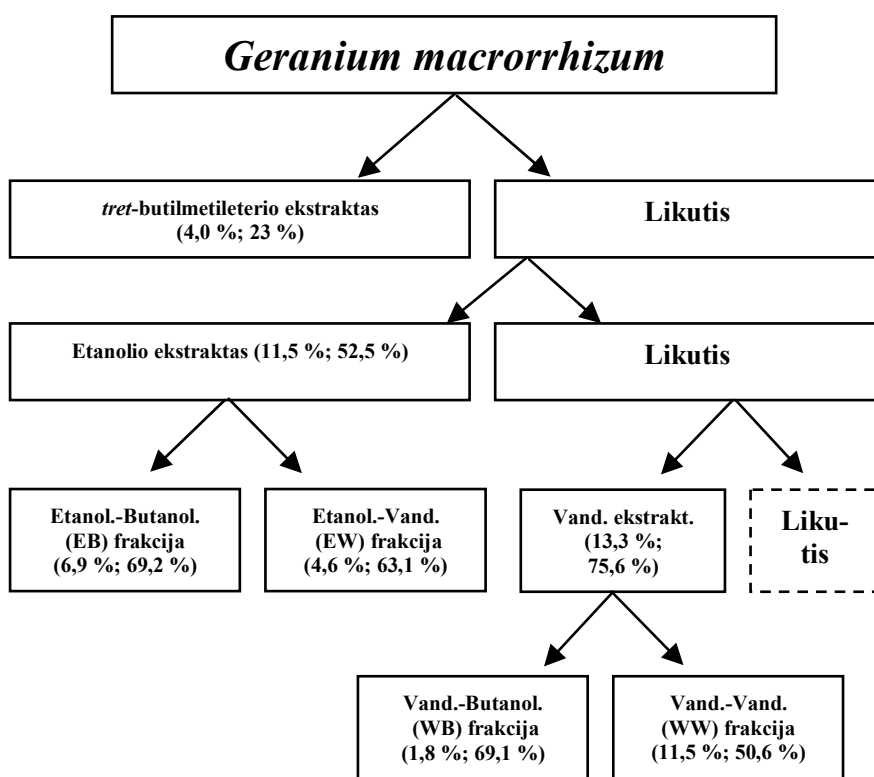 Geranium macrorrhizum
tret-butilmetileterio ekstraktas
(4,0 %; 23 %)
Likutis
Etanolio ekstraktas (11,5 %; 52,5 %)
Likutis
Etanol.-Butanol.
(EB) frakcija
(6,9 %; 69,2 %)
Etanol.-Vand.
(EW) frakcija
(4,6 %; 63,1 %)
Vand. ekstrakt.
(13,3 %;
75,6 %)
Liku-
tis
Vand.-Butanol.
(WB) frakcija
(1,8 %; 69,1 %)
Vand.-Vand.
(WW) frakcija
(11,5 %; 50,6 %)